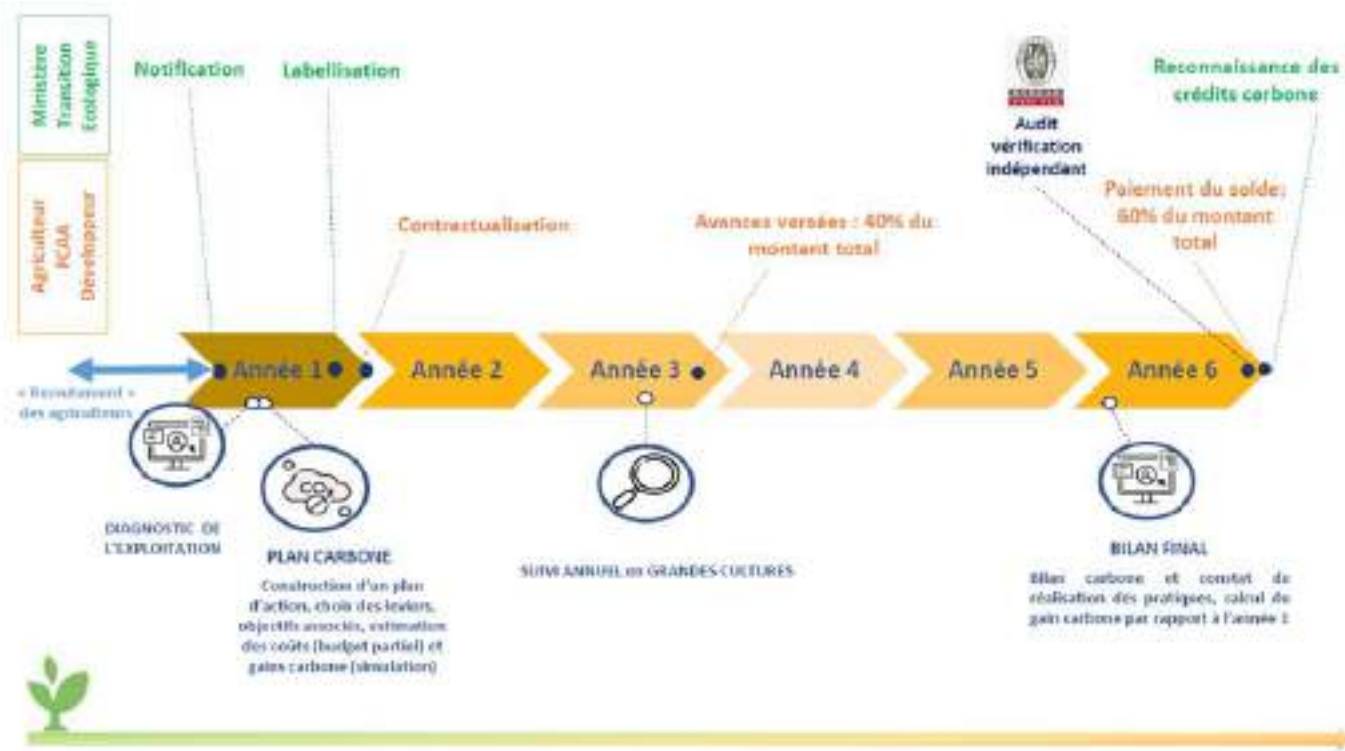 Ministère
Transition
Ecologique
Notification
Labellisation
Audit
vérification
indépendant
Reconnaissance des
crédits carbone
Agriculteur
FCAA
Développeur
Contractualisation
Avances versées : 40% du
montant total
Paiement du solde:
60% du montant
total
Année 1
Année 2
Année 3
Année 4
Année 5
Année 6
« Recrutement »
des agriculteurs
DIAGNOSTIC DE
L'EXPLOITATION
CO₂
PLAN CARBONE
Construction d'un plan
d'action, choix des leviers,
objectifs associés, estimation
des coûts (budget partiel) et
gains carbone (simulation)
SUIVI ANNUEL en GRANDES CULTURES
BILAN FINAL
Bilan carbone et constat de
réalisation des pratiques, calcul du
gain carbone par rapport à l'année 1